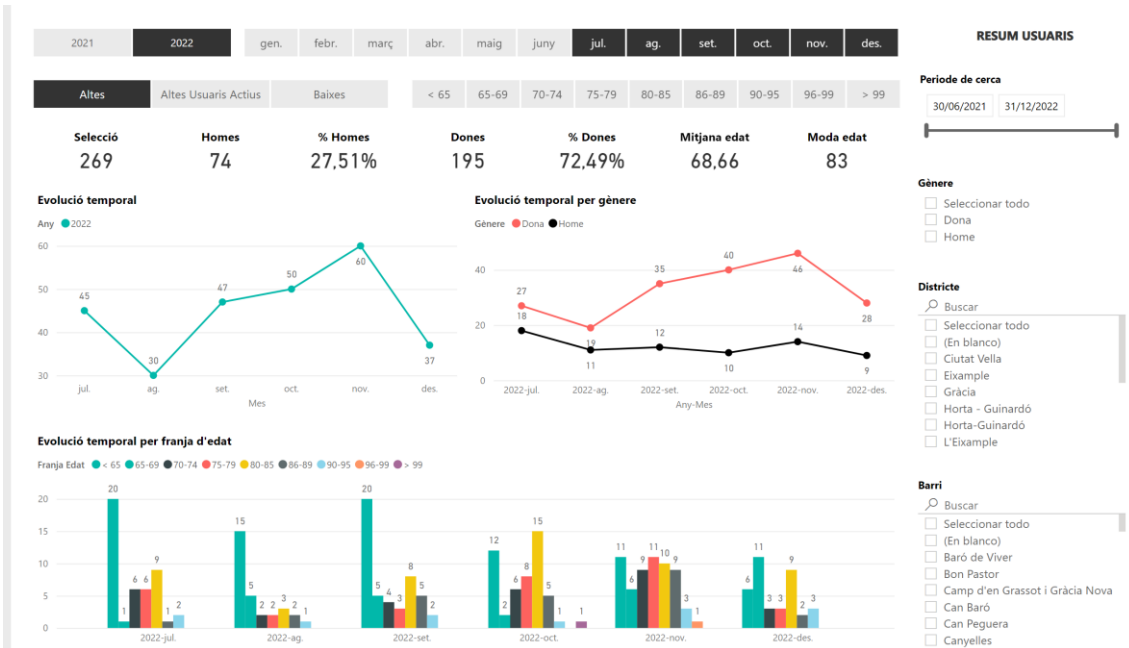 2021 2022 gen. febr. març abr. maig juny jul. ag. set. oct. nov. des.
RESUM USUARIS
Altes Altes Usuaris Actius Baixes < 65 65-69 70-74 75-79 80-85 86-89 90-95 96-99 > 99
Periode de cerca
30/06/2021 31/12/2022
Selecció Homes % Homes Dones % Dones Mitjana edat Moda edat
269 74 27,51% 195 72,49% 68,66 83
Evolució temporal
Any 2022
60
50
40
30
45
30
47
50
60
37
jul. ag. set. oct. nov. des.
Mes
Evolució temporal per gènere
Gènere Dona Home
40
20
0
27
19
35
40
46
28
18
11
12
10
14
9
2022-jul. 2022-ag. 2022-set. 2022-oct. 2022-nov. 2022-des.
Any-Mes
Gènere
Seleccionar todo
Dona
Home
Districte
Buscar
Seleccionar todo
(En blanco)
Ciutat Vella
Eixample
Gràcia
Horta - Guinardó
Horta-Guinardó
L'Eixample
Evolució temporal per franja d'edat
Franja Edat < 65 65-69 70-74 75-79 80-85 86-89 90-95 96-99 > 99
20
15
10
5
0
20 1 6 6 9 1 2
15 5 2 2 3 2 1
20 5 4 3 8 5 2
12 2 6 8 15 5 1 1
11 6 9 11 10 9 3 1
6 11 3 3 9 2 3
2022-jul. 2022-ag. 2022-set. 2022-oct. 2022-nov. 2022-des.
Barri
Buscar
Seleccionar todo
(En blanco)
Baró de Viver
Bon Pastor
Camp d'en Grassot i Gràcia Nova
Can Baró
Can Peguera
Canyelles